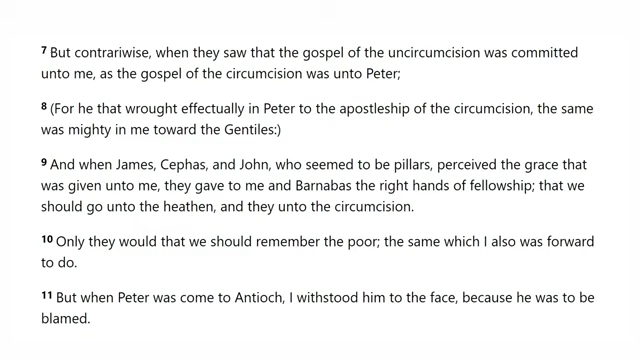 7 But contrariwise, when they saw that the gospel of the uncircumcision was committed
unto me, as the gospel of the circumcision was unto Peter;
8 (For he that wrought effectually in Peter to the apostleship of the circumcision, the same
was mighty in me toward the Gentiles:)
9 And when James, Cephas, and John, who seemed to be pillars, perceived the grace that
was given unto me, they gave to me and Barnabas the right hands of fellowship; that we
should go unto the heathen, and they unto the circumcision.
10 Only they would that we should remember the poor; the same which I also was forward
to do.
11 But when Peter was come to Antioch, I withstood him to the face, because he was to be
blamed.